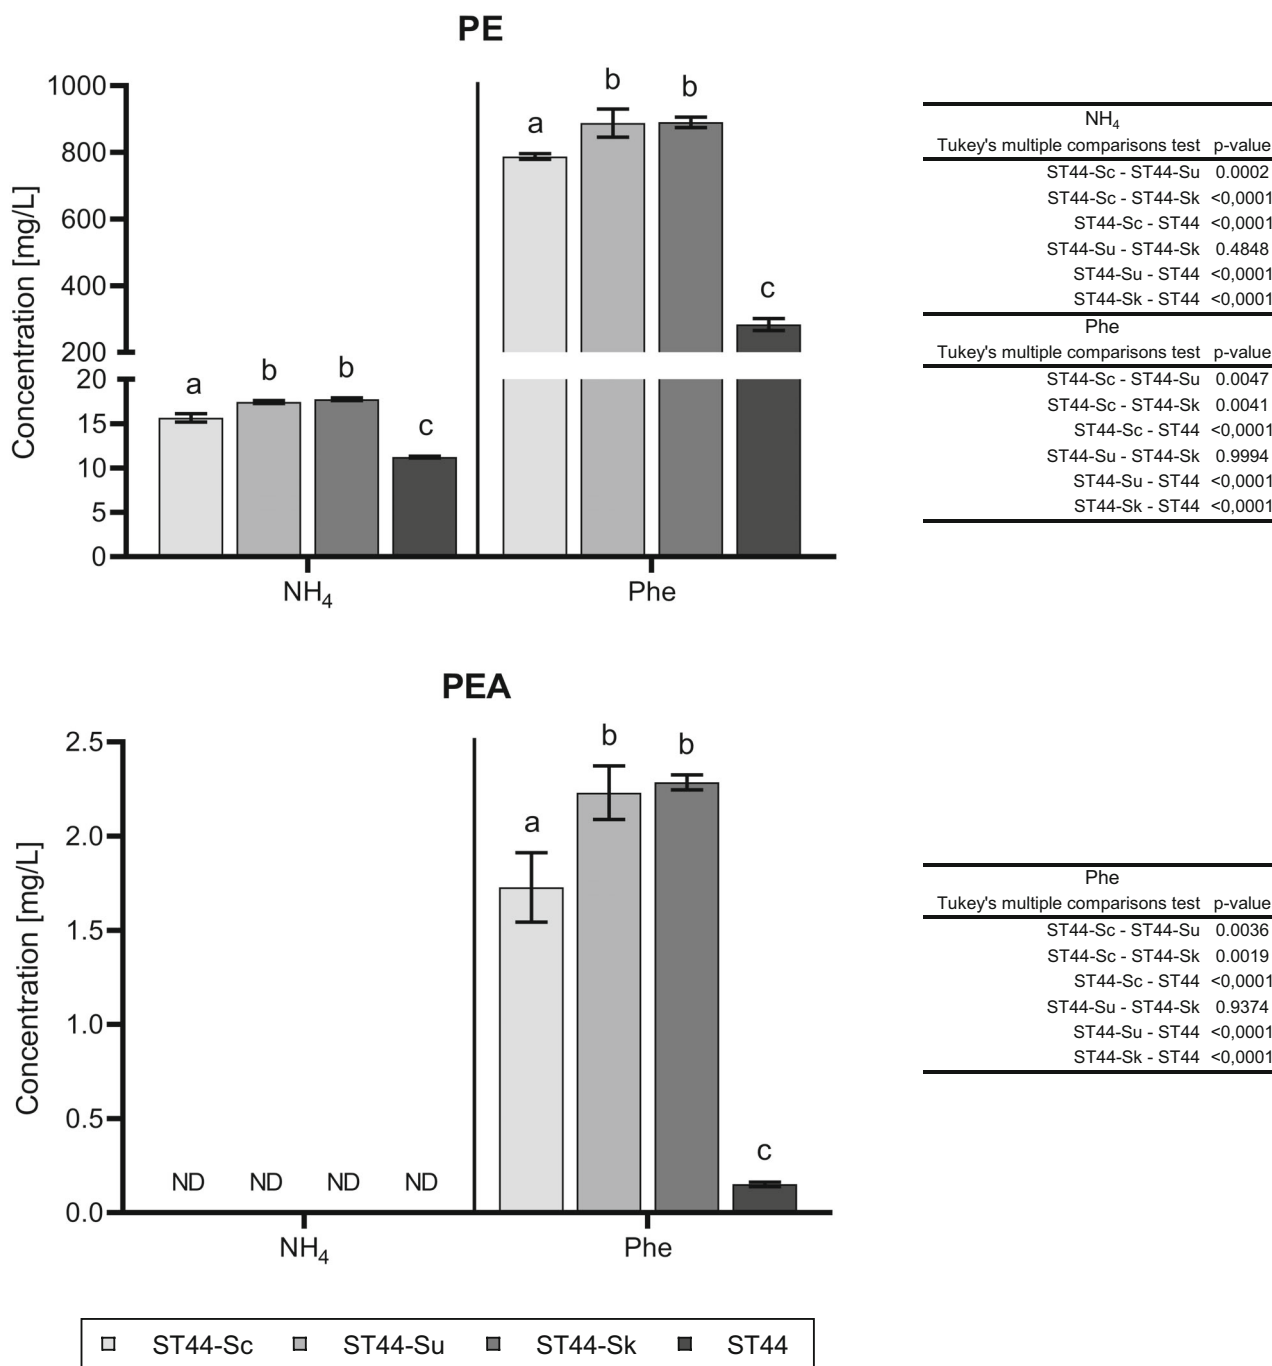 PE
Concentration [mg/L]
1000
800
600
400
200
20
15
10
5
0
a
b
b
c
a
b
b
c
NH₄
Phe
NH₄
Tukey's multiple comparisons test p-value
ST44-Sc - ST44-Su 0.0002
ST44-Sc - ST44-Sk <0,0001
ST44-Sc - ST44 <0,0001
ST44-Su - ST44-Sk 0.4848
ST44-Su - ST44 <0,0001
ST44-Sk - ST44 <0,0001
Phe
Tukey's multiple comparisons test p-value
ST44-Sc - ST44-Su 0.0047
ST44-Sc - ST44-Sk 0.0041
ST44-Sc - ST44 <0,0001
ST44-Su - ST44-Sk 0.9994
ST44-Su - ST44 <0,0001
ST44-Sk - ST44 <0,0001
PEA
Concentration [mg/L]
2.5
2.0
1.5
1.0
0.5
0.0
ND ND ND ND
a
b
b
c
NH₄
Phe
Phe
Tukey's multiple comparisons test p-value
ST44-Sc - ST44-Su 0.0036
ST44-Sc - ST44-Sk 0.0019
ST44-Sc - ST44 <0,0001
ST44-Su - ST44-Sk 0.9374
ST44-Su - ST44 <0,0001
ST44-Sk - ST44 <0,0001
ST44-Sc ST44-Su ST44-Sk ST44